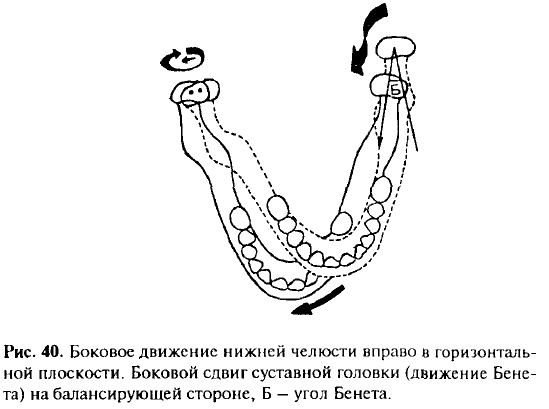 Б
Рис. 40. Боковое движение нижней челюсти вправо в горизонталь-
ной плоскости. Боковой сдвиг суставной головки (движение Бене-
та) на балансирующей стороне, Б – угол Бенета.